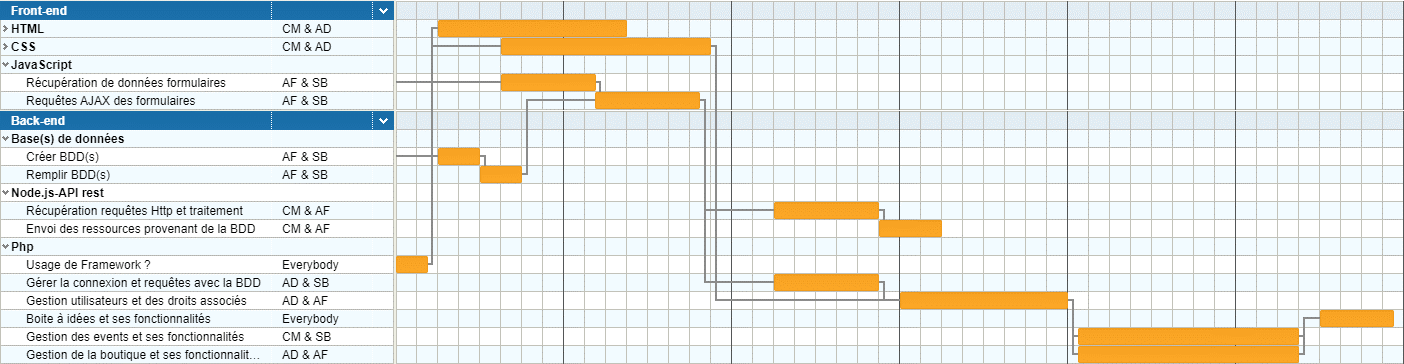 Front-end
HTML CM & AD
CSS CM & AD
JavaScript
Récupération de données formulaires AF & SB
Requêtes AJAX des formulaires AF & SB
Back-end
Base(s) de données
Créer BDD(s) AF & SB
Remplir BDD(s) AF & SB
Node.js-API rest
Récupération requêtes Http et traitement CM & AF
Envoi des ressources provenant de la BDD CM & AF
Php
Usage de Framework ? Everybody
Gérer la connexion et requêtes avec la BDD AD & SB
Gestion utilisateurs et des droits associés AD & AF
Boite à idées et ses fonctionalités Everybody
Gestion des events et ses fonctionalités CM & SB
Gestion de la boutique et ses fonctionnalit... AD & AF